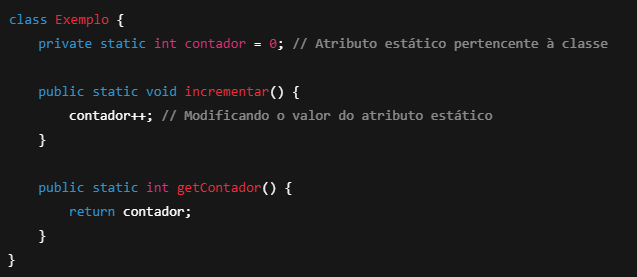 class Exemplo {
    private static int contador = 0; // Atributo estático pertencente à classe

    public static void incrementar() {
        contador++; // Modificando o valor do atributo estático
    }

    public static int getContador() {
        return contador;
    }
}